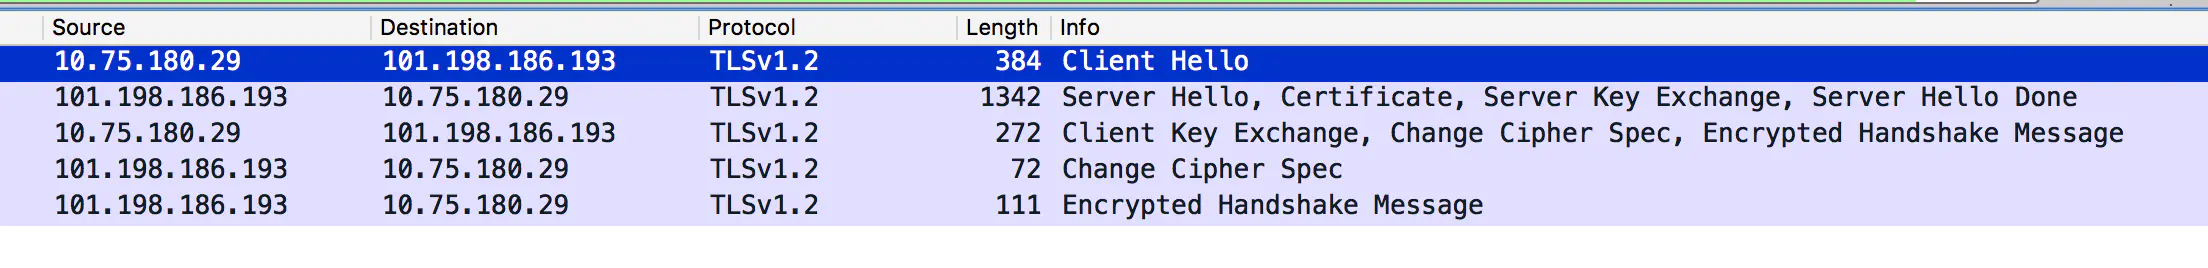 Source Destination Protocol Length Info
10.75.180.29 101.198.186.193 TLSv1.2 384 Client Hello
101.198.186.193 10.75.180.29 TLSv1.2 1342 Server Hello, Certificate, Server Key Exchange, Server Hello Done
10.75.180.29 101.198.186.193 TLSv1.2 272 Client Key Exchange, Change Cipher Spec, Encrypted Handshake Message
101.198.186.193 10.75.180.29 TLSv1.2 72 Change Cipher Spec
101.198.186.193 10.75.180.29 TLSv1.2 111 Encrypted Handshake Message